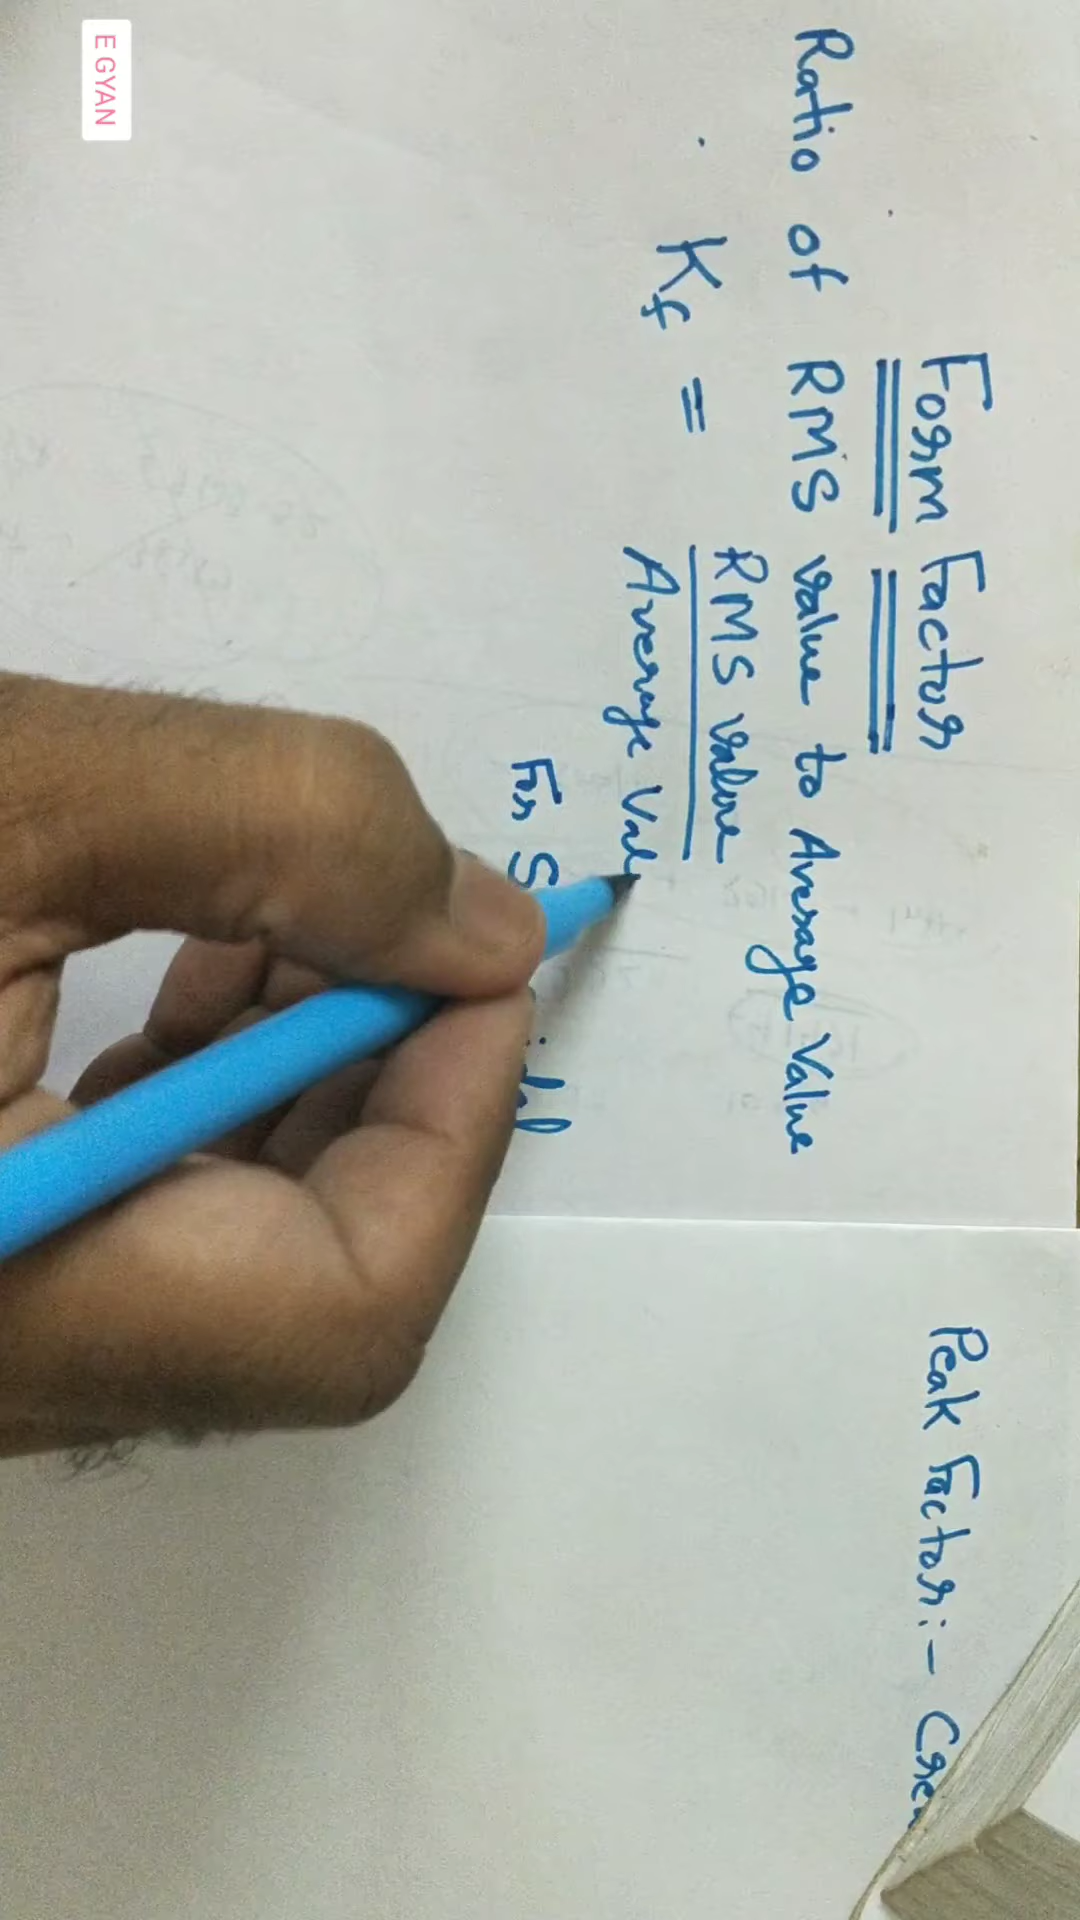 E GYAN
Form Factor
Ratio of RMS value to Average Value
Kf = RMS value
Average Val
For
Peak Factor:-